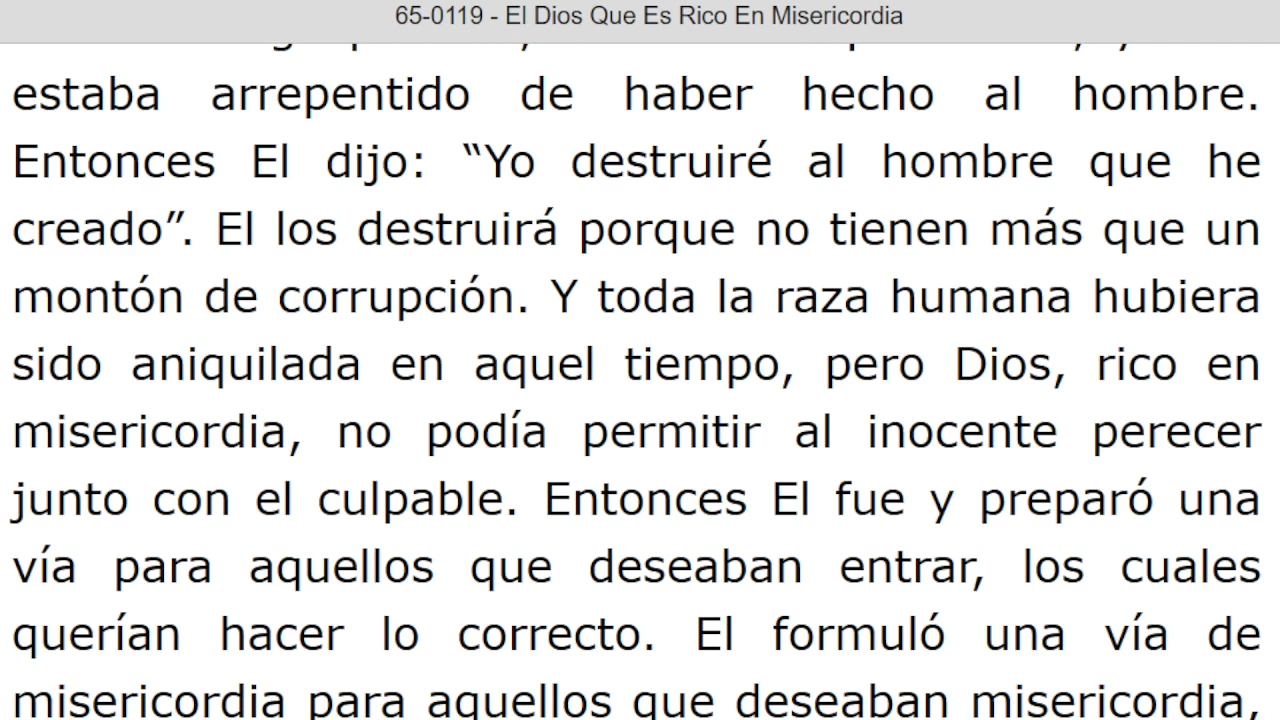 65-0119 - El Dios Que Es Rico En Misericordia
estaba arrepentido de haber hecho al hombre.
Entonces El dijo: “Yo destruiré al hombre que he
creado”. El los destruirá porque no tienen más que un
montón de corrupción. Y toda la raza humana hubiera
sido aniquilada en aquel tiempo, pero Dios, rico en
misericordia, no podía permitir al inocente perecer
junto con el culpable. Entonces El fue y preparó una
vía para aquellos que deseaban entrar, los cuales
querían hacer lo correcto. El formuló una vía de
misericordia para aquellos que deseaban misericordia,